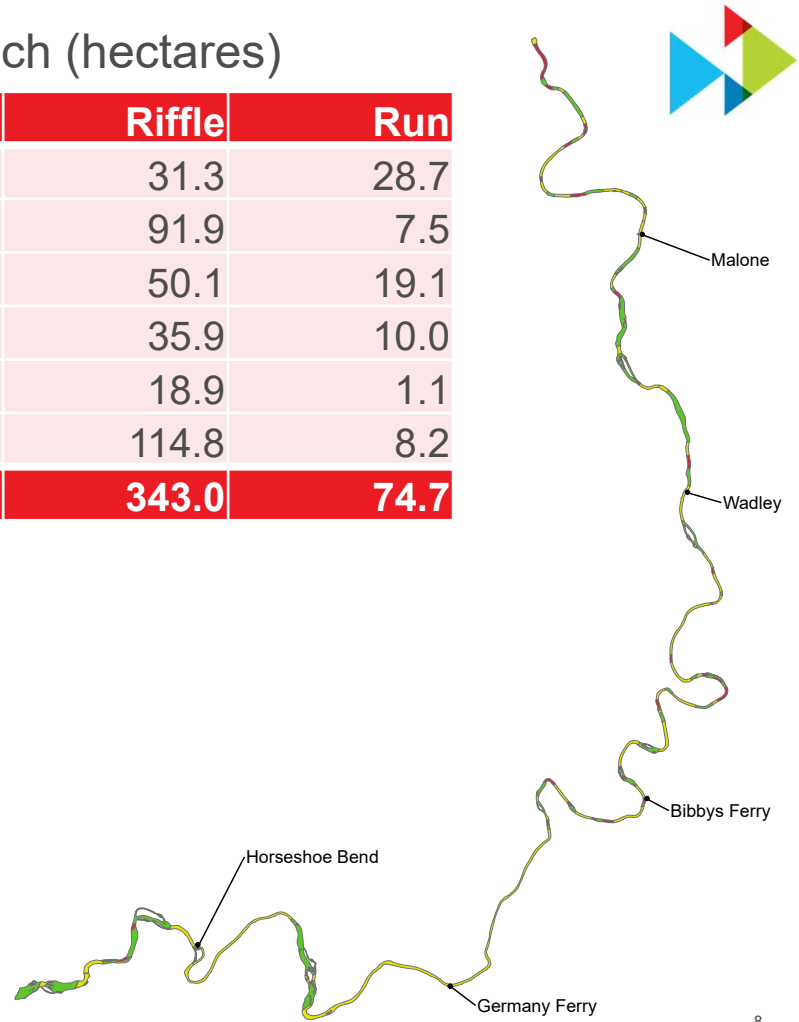 ch (hectares)
Riffle Run
31.3 28.7
91.9 7.5
50.1 19.1
35.9 10.0
18.9 1.1
114.8 8.2
343.0 74.7
Malone
Wadley
Bibbys Ferry
Horseshoe Bend
Germany Ferry
8